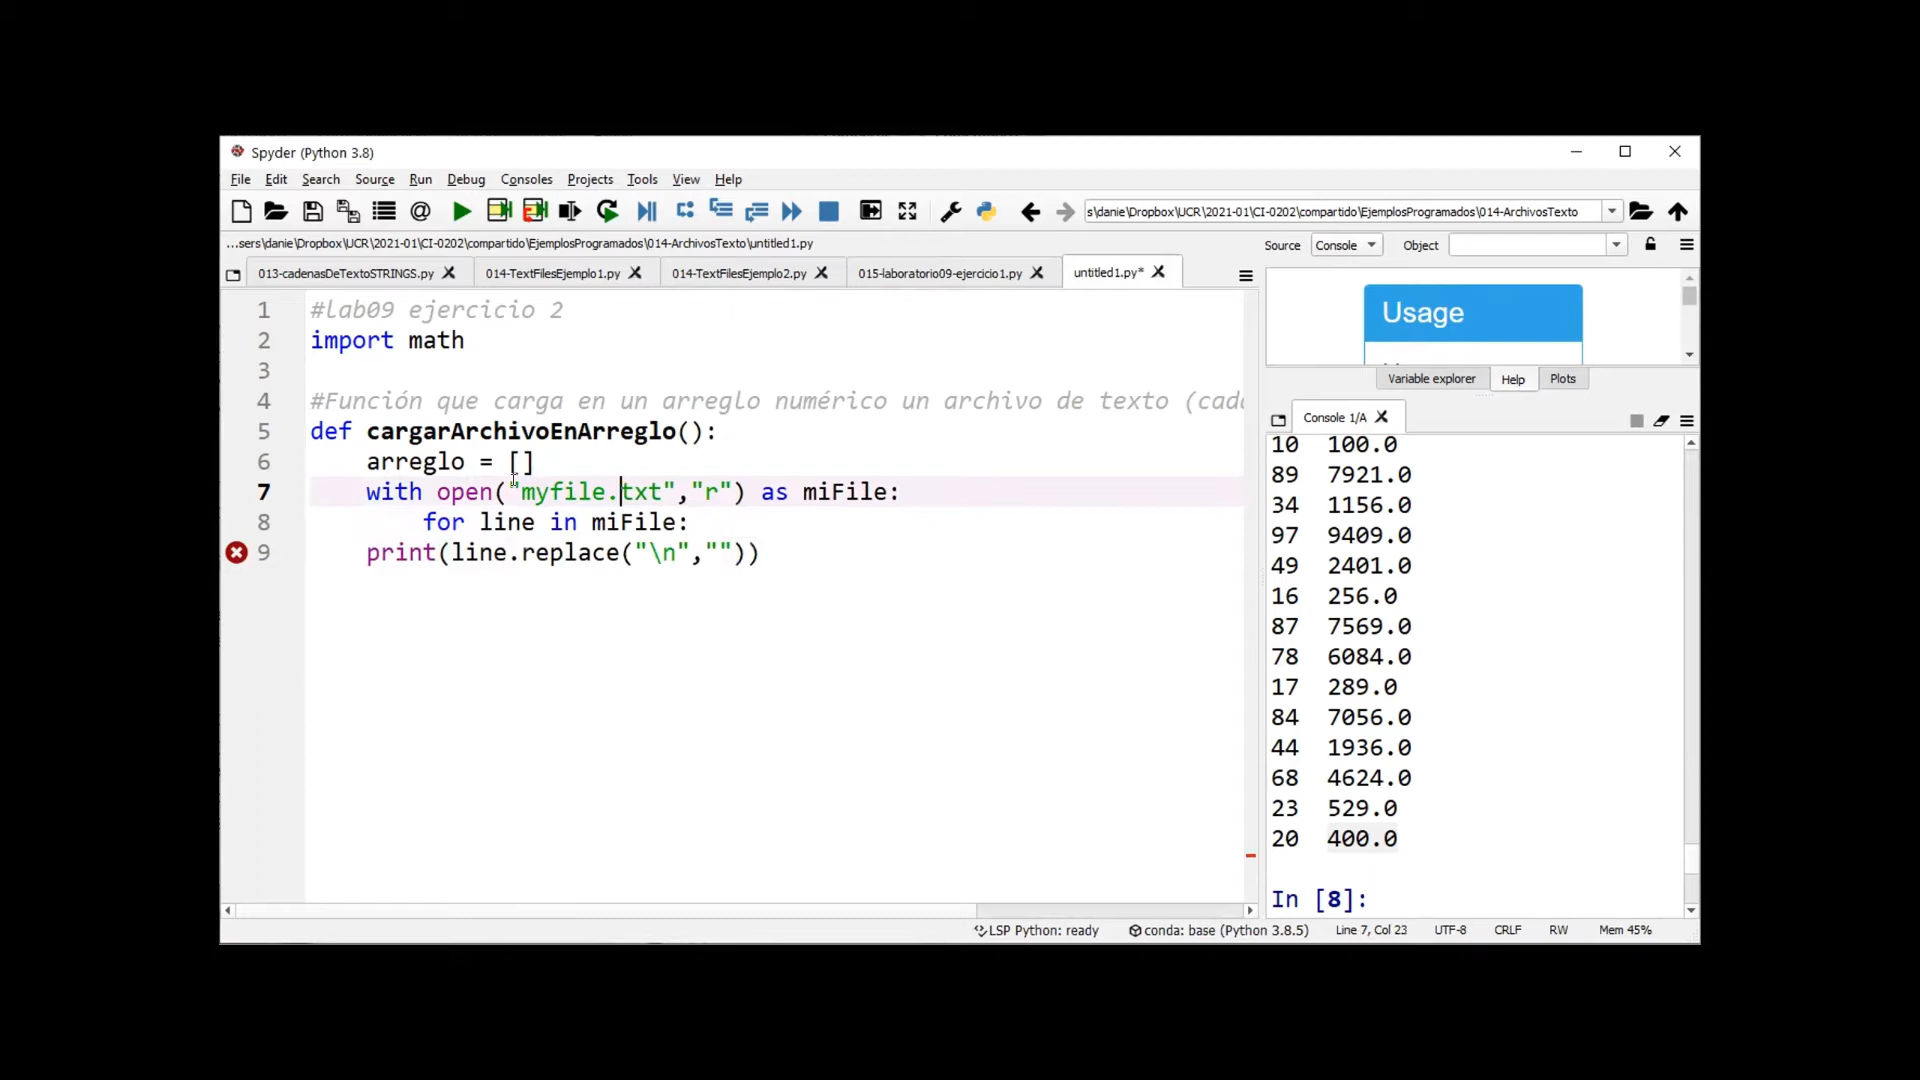 Spyder (Python 3.8)
File Edit Search Source Run Debug Consoles Projects Tools View Help
s\danie\Dropbox\UCR\2021-01\CI-0202\compartido\EjemplosProgramados\014-ArchivosTexto
...sers\danie\Dropbox\UCR\2021-01\CI-0202\compartido\EjemplosProgramados\014-ArchivosTexto\untitled1.py
Source Console Object
013-cadenasDeTextoSTRINGS.py 014-TextFilesEjemplo1.py 014-TextFilesEjemplo2.py 015-laboratorio09-ejercicio1.py untitled1.py*
1 #lab09 ejercicio 2
2 import math
3
4 #Función que carga en un arreglo numérico un archivo de texto (cada
5 def cargarArchivoEnArreglo():
6 arreglo = []
7 with open("myfile.txt","r") as miFile:
8 for line in miFile:
9 print(line.replace("\n",""))
Usage
Variable explorer Help Plots
Console 1/A
10 100.0
89 7921.0
34 1156.0
97 9409.0
49 2401.0
16 256.0
87 7569.0
78 6084.0
17 289.0
84 7056.0
44 1936.0
68 4624.0
23 529.0
20 400.0
In [8]:
LSP Python: ready conda: base (Python 3.8.5) Line 7, Col 23 UTF-8 CRLF RW Mem 45%